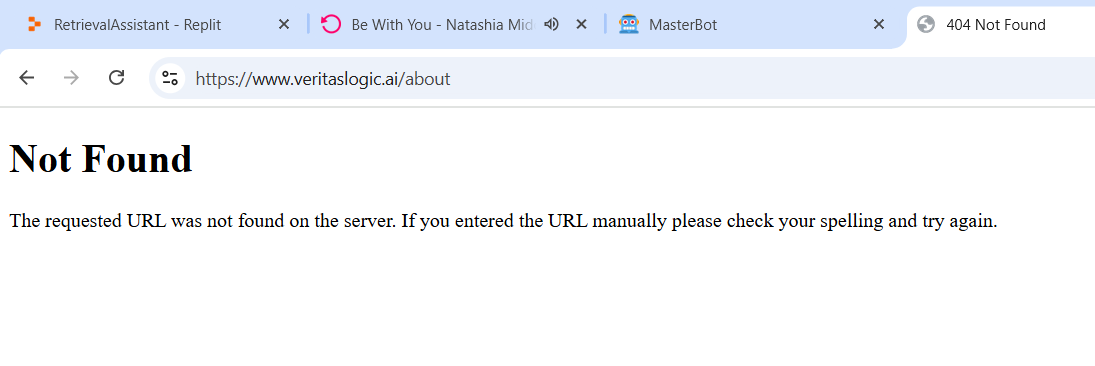 RetrievalAssistant - Replit
Be With You - Natashia Mid
MasterBot
404 Not Found
https://www.veritaslogic.ai/about
Not Found
The requested URL was not found on the server. If you entered the URL manually please check your spelling and try again.